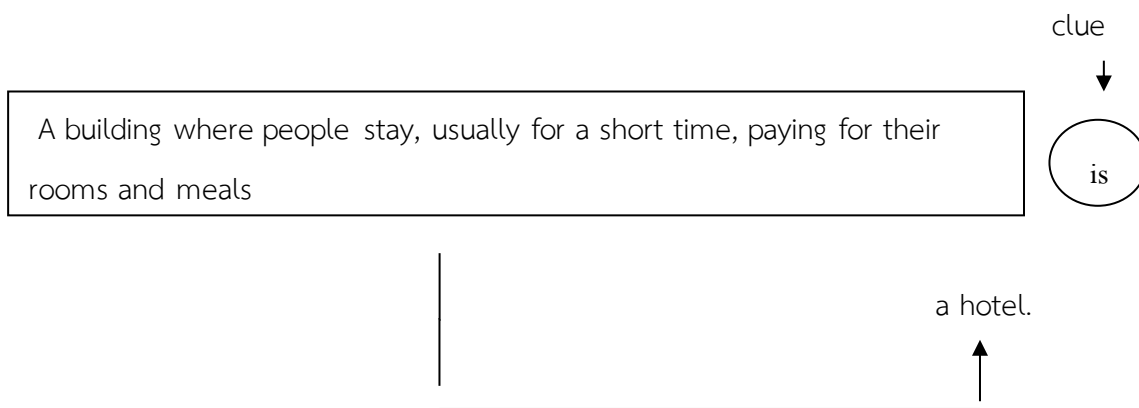 clue
A building where people stay, usually for a short time, paying for their
is
rooms and meals
a hotel.